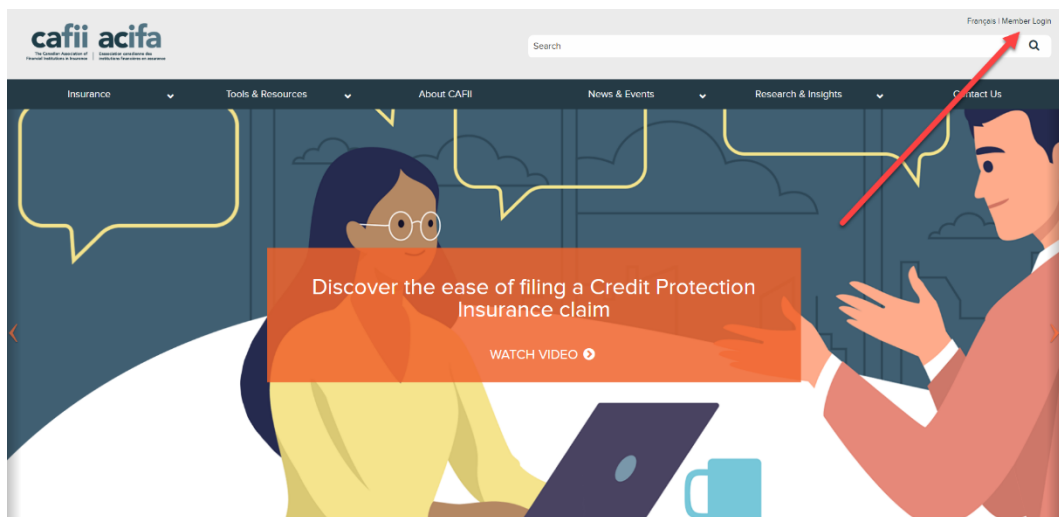 Français | Member Login
cafii acifa
The Canadian Association of
Financial Institutions in Insurance
L'association canadienne des
institutions financières en assurance
Search
Insurance
Tools & Resources
About CAFII
News & Events
Research & Insights
Contact Us
Discover the ease of filing a Credit Protection
Insurance claim
WATCH VIDEO